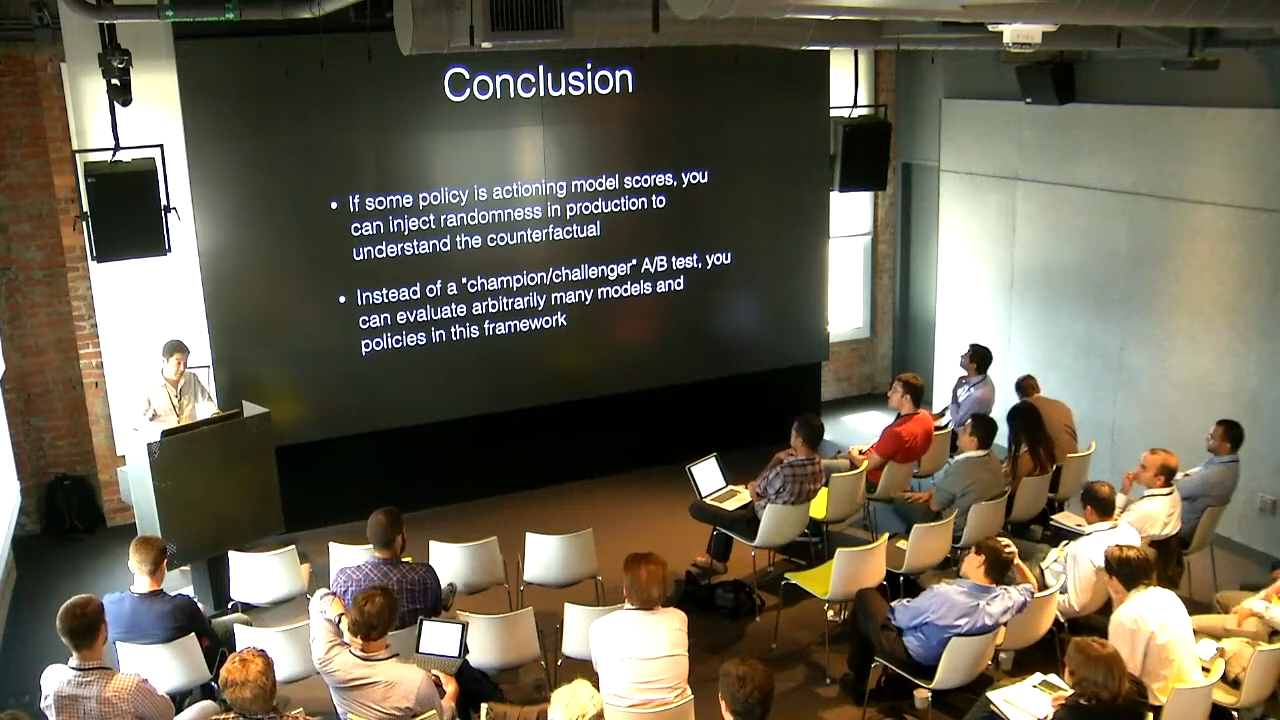 Conclusion
• If some policy is actioning model scores, you
can inject randomness in production to
understand the counterfactual
• Instead of a "champion/challenger" A/B test, you
can evaluate arbitrarily many models and
policies in this framework